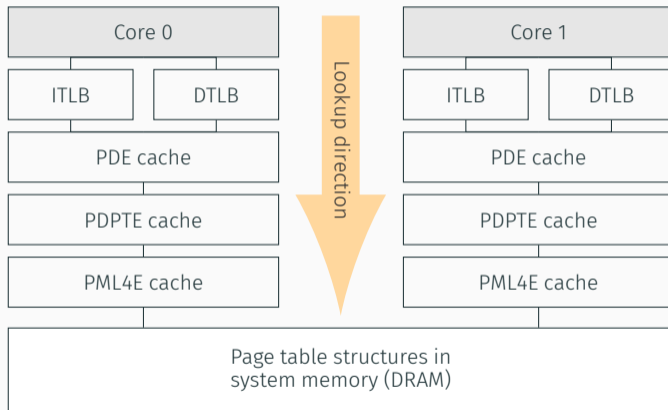 Core 0
Core 1
ITLB
DTLB
ITLB
DTLB
Lookup direction
PDE cache
PDE cache
PDPTE cache
PDPTE cache
PML4E cache
PML4E cache
Page table structures in
system memory (DRAM)